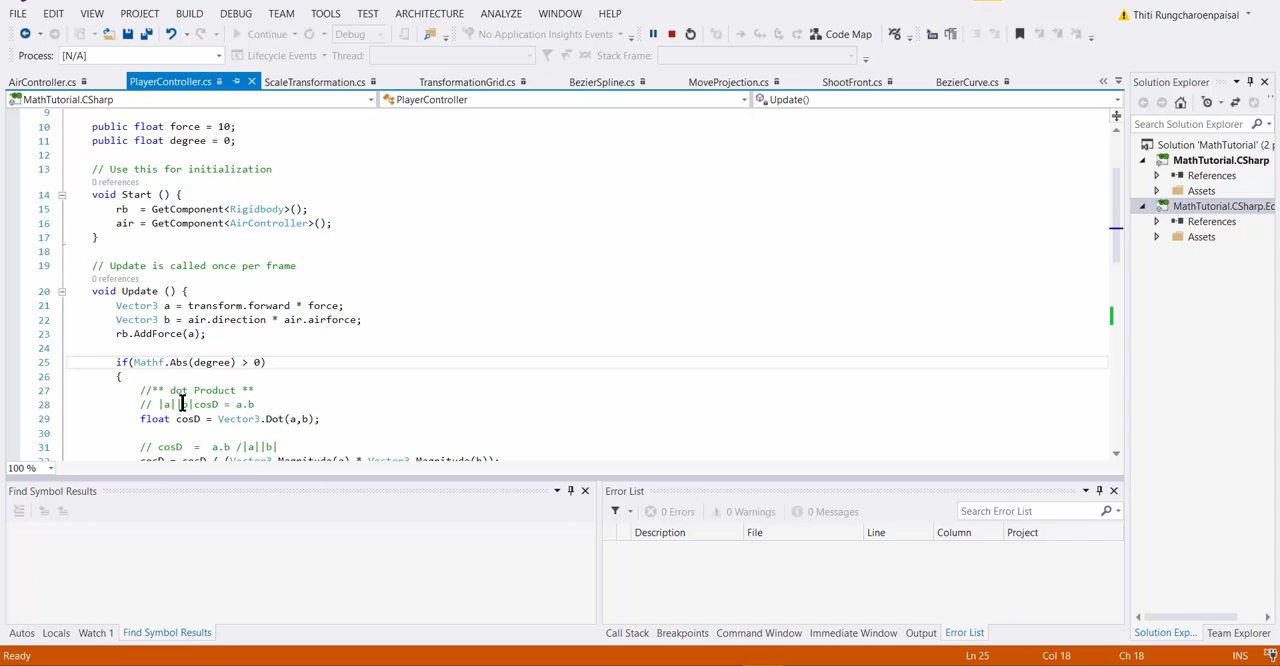 FILE EDIT VIEW PROJECT BUILD DEBUG TEAM TOOLS TEST ARCHITECTURE ANALYZE WINDOW HELP Thiti Rungcharoenpaisal
Continue Debug No Application Insights Events Code Map
Process: [N/A] Lifecycle Events Thread: Stack Frame:
AirController.cs PlayerController.cs ScaleTransformation.cs TransformationGrid.cs BezierSpline.cs MoveProjection.cs ShootFront.cs BezierCurve.cs
MathTutorial.CSharp PlayerController Update()
9
10 public float force = 10;
11 public float degree = 0;
12
13 // Use this for initialization
0 references
14 void Start () {
15 rb = GetComponent<Rigidbody>();
16 air = GetComponent<AirController>();
17 }
18
19 // Update is called once per frame
0 references
20 void Update () {
21 Vector3 a = transform.forward * force;
22 Vector3 b = air.direction * air.airforce;
23 rb.AddForce(a);
24
25 if(Mathf.Abs(degree) > 0)
26 {
27 //** dot Product **
28 // |a||b|cosD = a.b
29 float cosD = Vector3.Dot(a,b);
30
31 // cosD = a.b /|a||b|
32 cosD = cosD / (Vector3.Magnitude(a) * Vector3.Magnitude(b));
100 %
Solution Explorer
Search Solution Explorer
Solution 'MathTutorial' (2 p
MathTutorial.CSharp
References
Assets
MathTutorial.CSharp.Ec
References
Assets
Find Symbol Results
Error List
0 Errors 0 Warnings 0 Messages Search Error List
Description File Line Column Project
Autos Locals Watch 1 Find Symbol Results
Call Stack Breakpoints Command Window Immediate Window Output Error List
Solution Exp... Team Explorer
Ready Ln 25 Col 18 Ch 18 INS